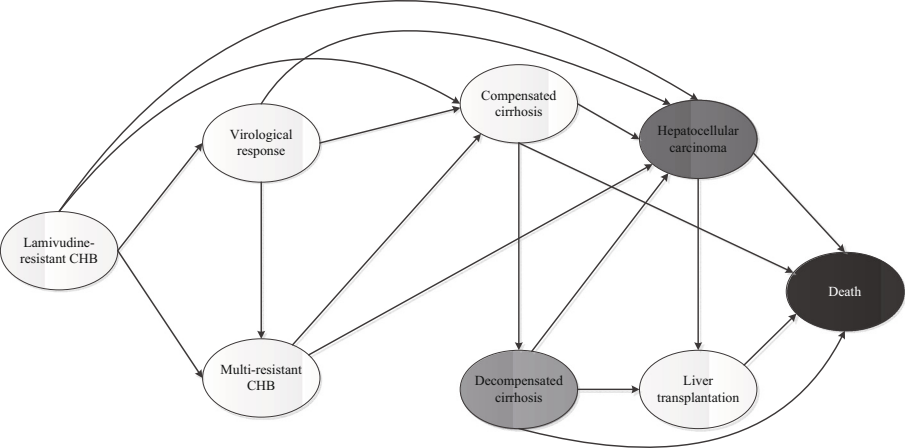 Compensated
cirrhosis
Hepatocellular
carcinoma
Virological
response
Lamivudine-
resistant CHB
Death
Multi-resistant
CHB
Decompensated
cirrhosis
Liver
transplantation